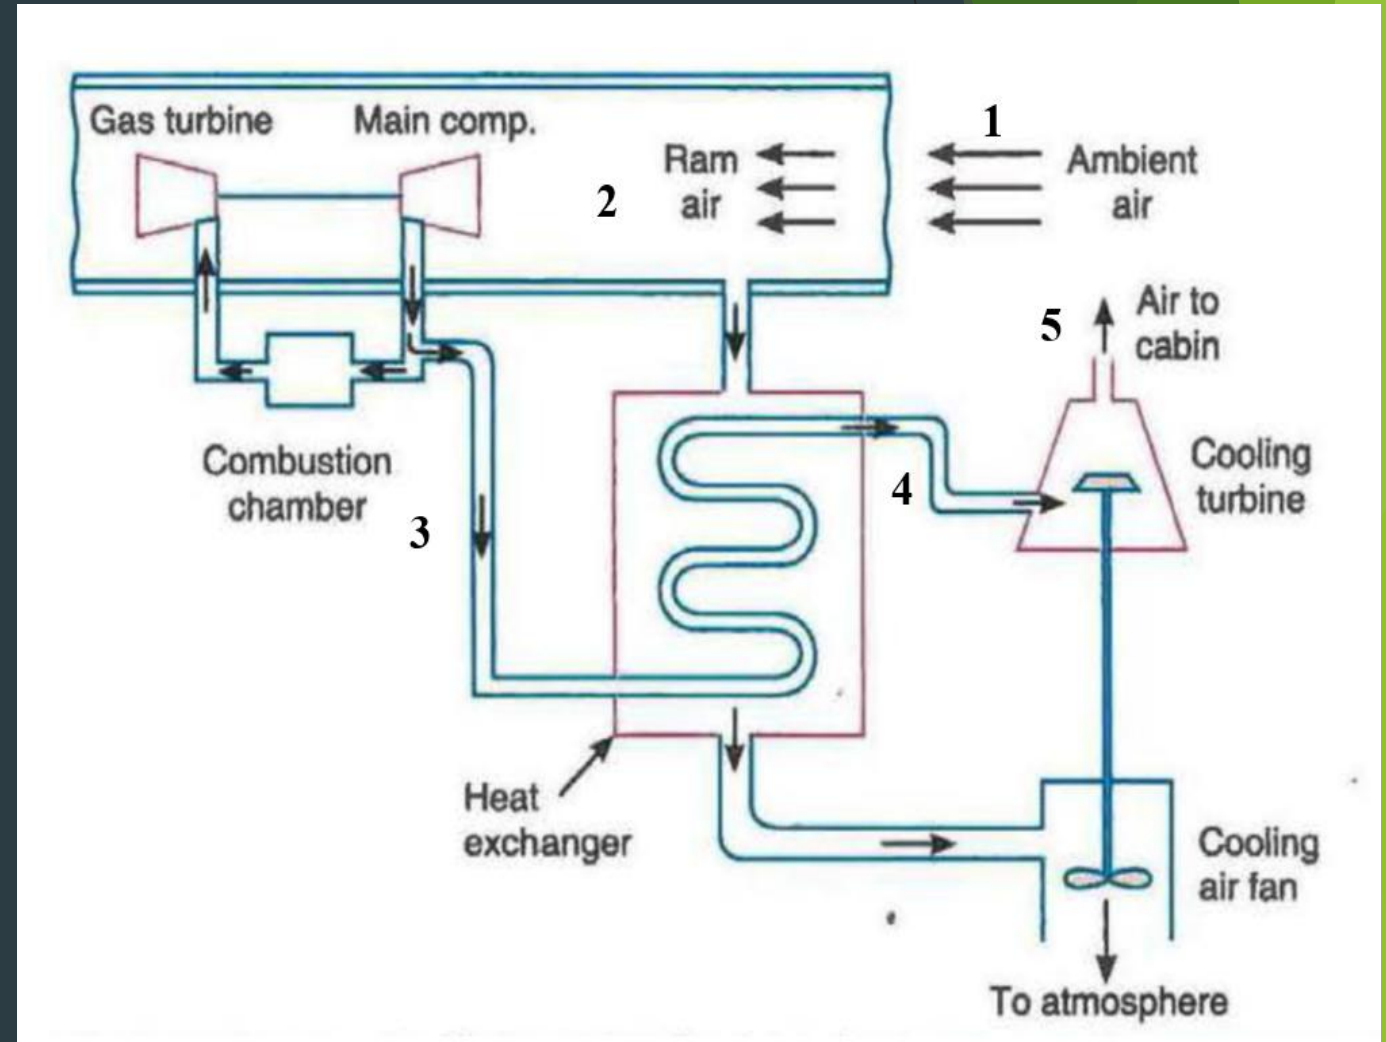 Gas turbine
Main comp.
1
Ram
air
2
Ambient
air
5
Air to
cabin
Combustion
chamber
3
4
Cooling
turbine
Heat
exchanger
Cooling
air fan
To atmosphere